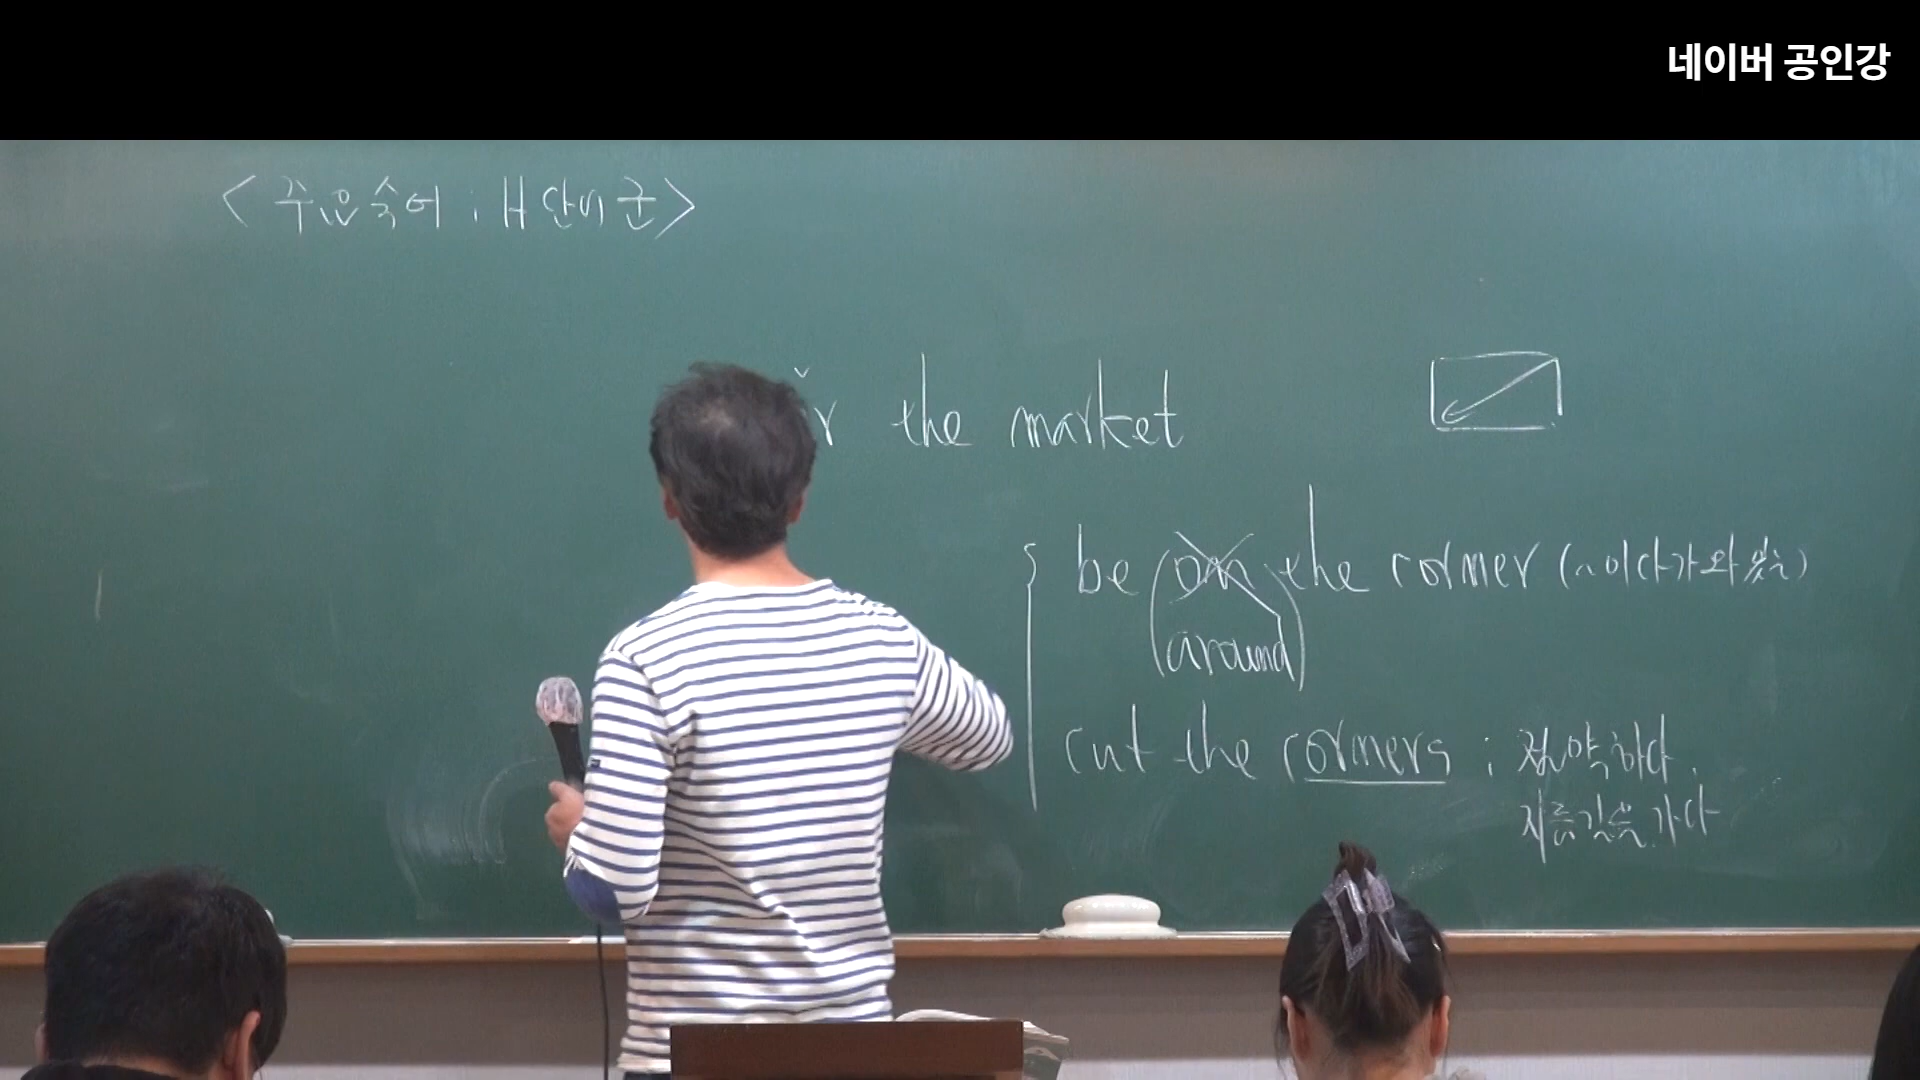 네이버 공인강
<주요숙어 : H 단어군>
the market
be (on) the corner (~이 다가와 있는)
(around)
cut the corners ; 절약하다.
지름길을 가다